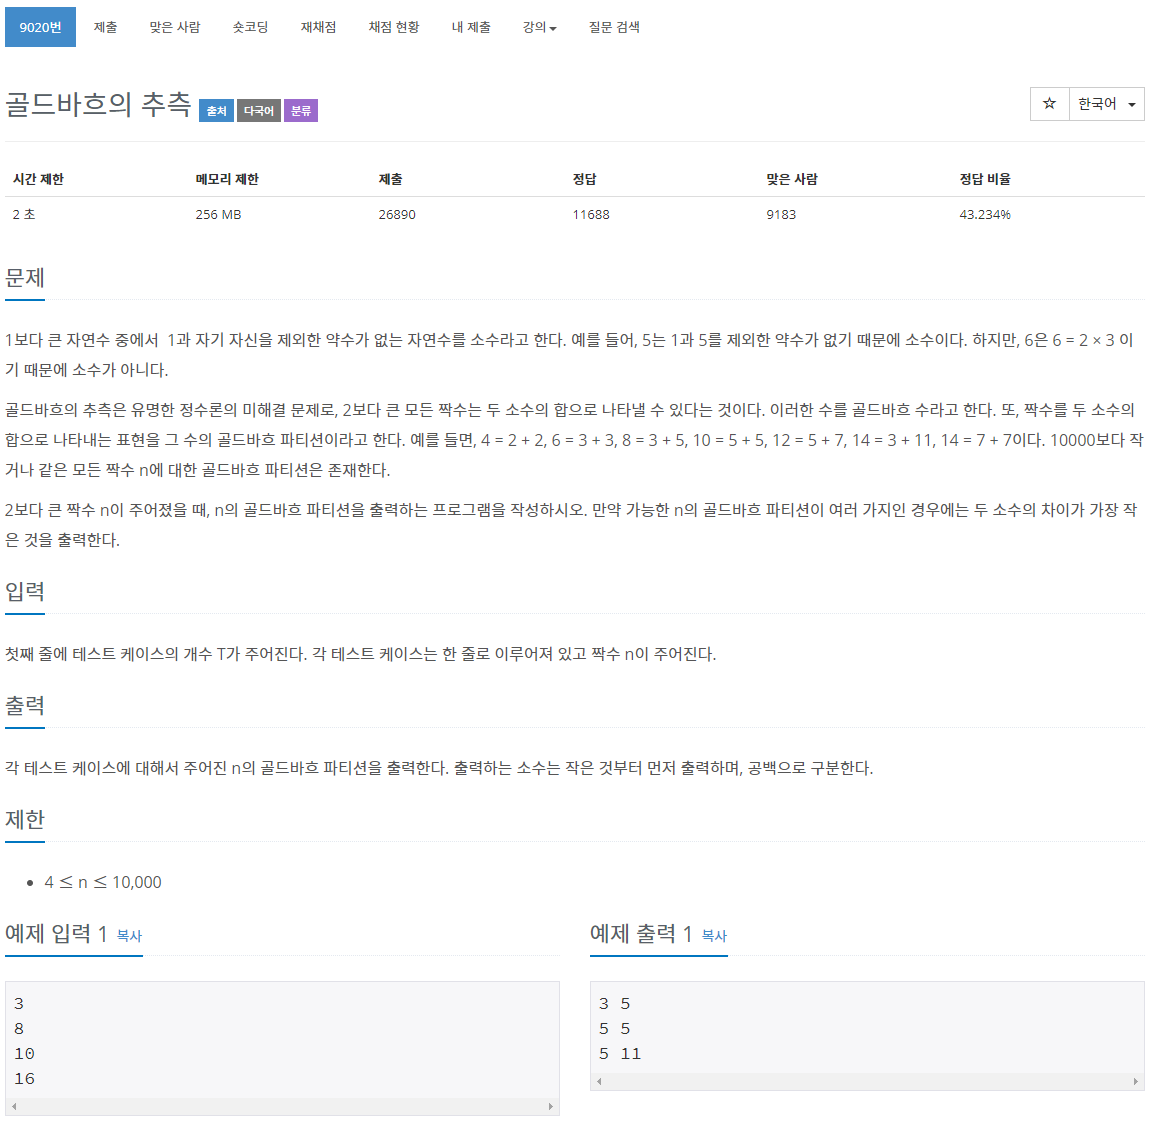 9020번 제출 맞은 사람 숏코딩 재채점 채점 현황 내 제출 강의 질문 검색
골드바흐의 추측 출처 다국어 분류 ☆ 한국어
시간 제한 메모리 제한 제출 정답 맞은 사람 정답 비율
2 초 256 MB 26890 11688 9183 43.234%
문제
1보다 큰 자연수 중에서  1과 자기 자신을 제외한 약수가 없는 자연수를 소수라고 한다. 예를 들어, 5는 1과 5를 제외한 약수가 없기 때문에 소수이다. 하지만, 6은 6 = 2 × 3 이
기 때문에 소수가 아니다.
골드바흐의 추측은 유명한 정수론의 미해결 문제로, 2보다 큰 모든 짝수는 두 소수의 합으로 나타낼 수 있다는 것이다. 이러한 수를 골드바흐 수라고 한다. 또, 짝수를 두 소수의
합으로 나타내는 표현을 그 수의 골드바흐 파티션이라고 한다. 예를 들면, 4 = 2 + 2, 6 = 3 + 3, 8 = 3 + 5, 10 = 5 + 5, 12 = 5 + 7, 14 = 3 + 11, 14 = 7 + 7이다. 10000보다 작
거나 같은 모든 짝수 n에 대한 골드바흐 파티션은 존재한다.
2보다 큰 짝수 n이 주어졌을 때, n의 골드바흐 파티션을 출력하는 프로그램을 작성하시오. 만약 가능한 n의 골드바흐 파티션이 여러 가지인 경우에는 두 소수의 차이가 가장 작
은 것을 출력한다.
입력
첫째 줄에 테스트 케이스의 개수 T가 주어진다. 각 테스트 케이스는 한 줄로 이루어져 있고 짝수 n이 주어진다.
출력
각 테스트 케이스에 대해서 주어진 n의 골드바흐 파티션을 출력한다. 출력하는 소수는 작은 것부터 먼저 출력하며, 공백으로 구분한다.
제한
• 4 ≤ n ≤ 10,000
예제 입력 1 복사
3
8
10
16
예제 출력 1 복사
3 5
5 5
5 11